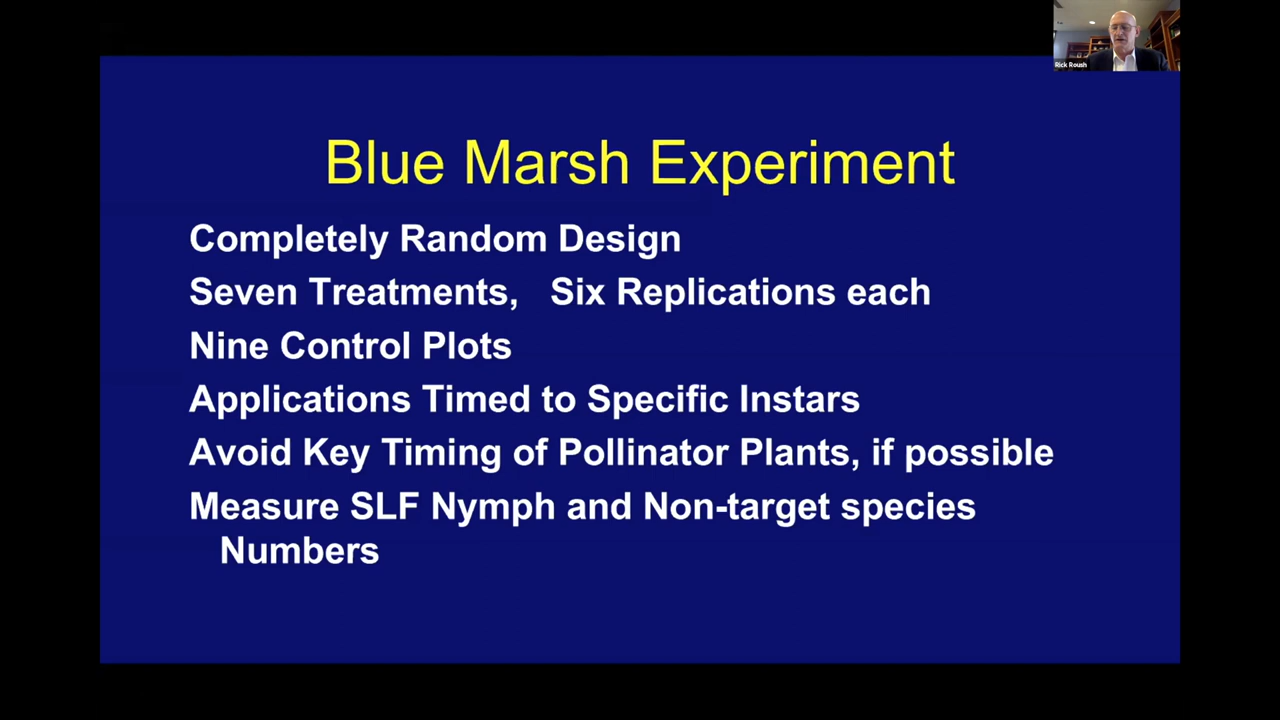 Rick Roush
Blue Marsh Experiment
Completely Random Design
Seven Treatments, Six Replications each
Nine Control Plots
Applications Timed to Specific Instars
Avoid Key Timing of Pollinator Plants, if possible
Measure SLF Nymph and Non-target species
Numbers